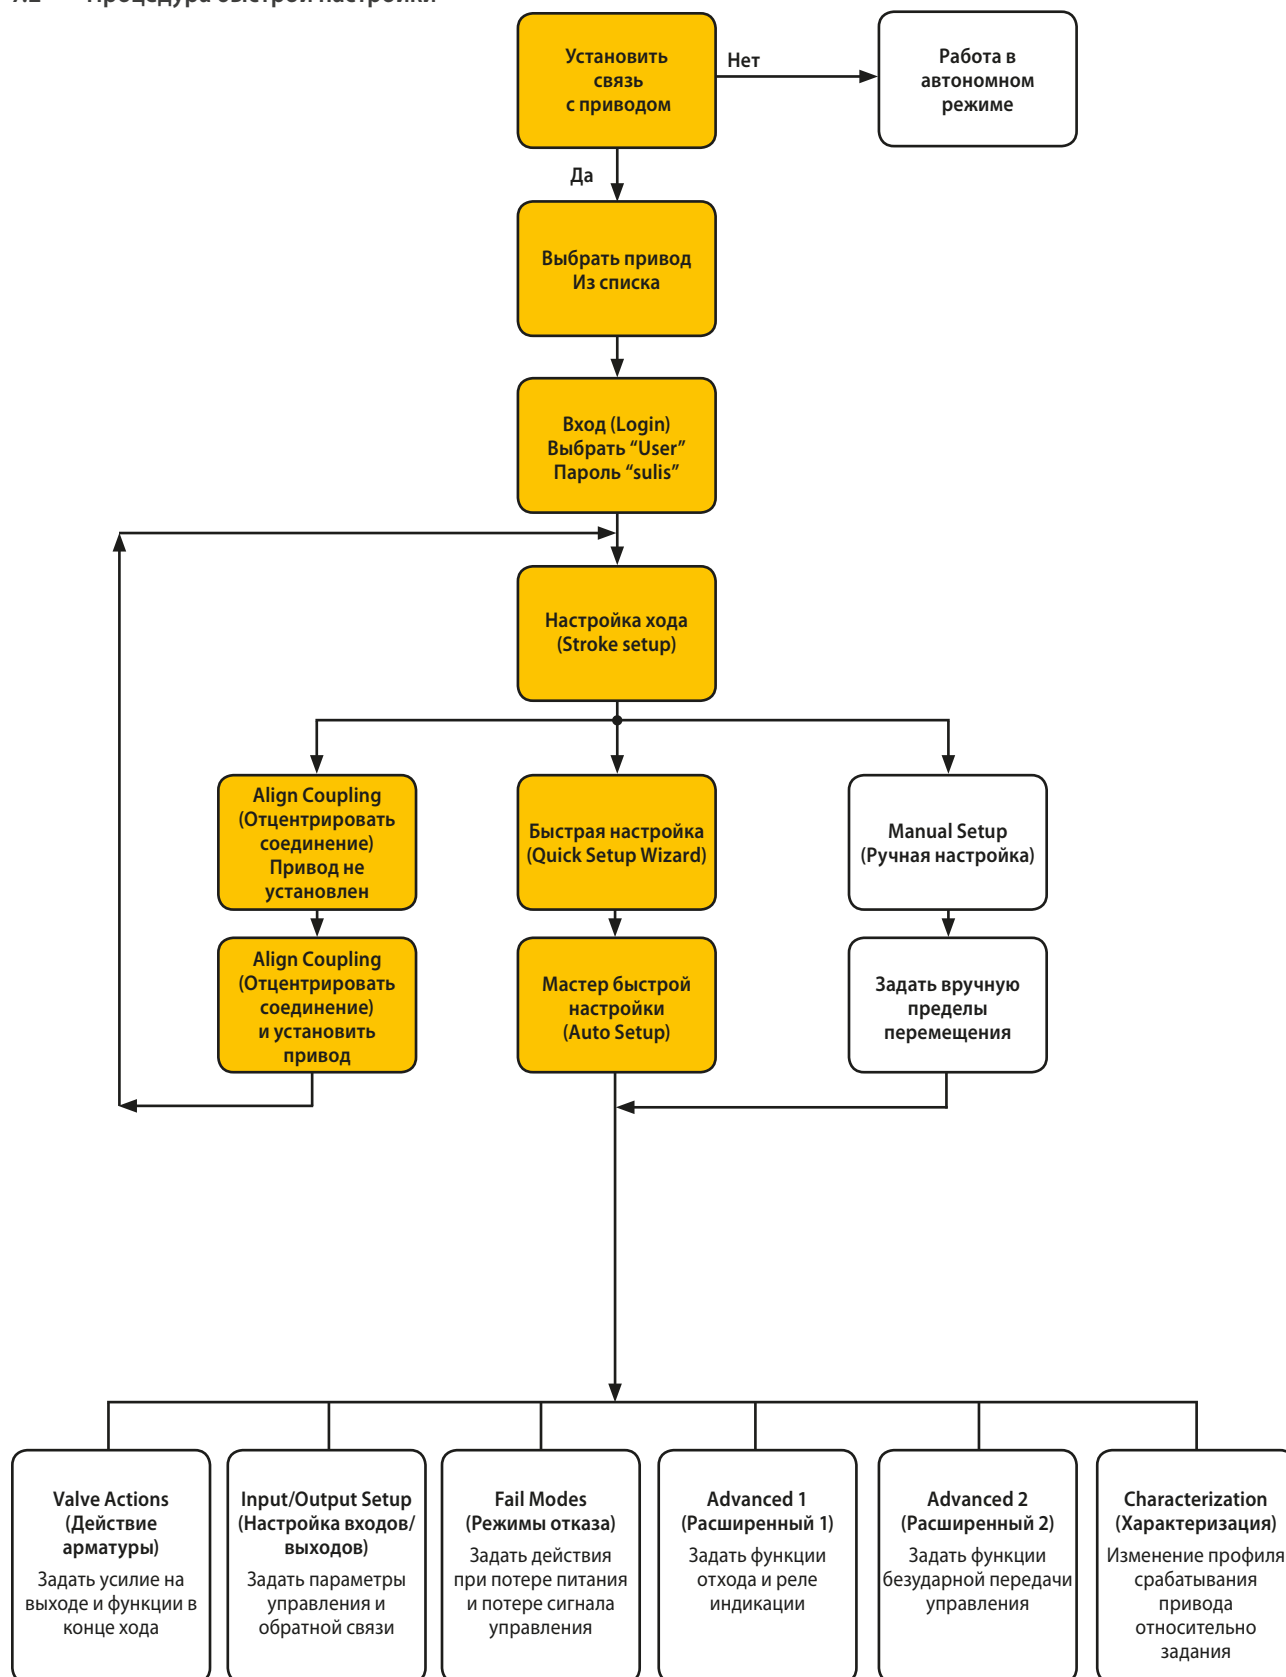 Процедура быстрой настройки
Установить
связь
с приводом
Нет
Работа в
автономном
режиме
Да
Выбрать привод
Из списка
Вход (Login)
Выбрать “User”
Пароль “sulis”
Настройка хода
(Stroke setup)
Align Coupling
(Отцентрировать
соединение)
Привод не
установлен
Быстрая настройка
(Quick Setup Wizard)
Manual Setup
(Ручная настройка)
Align Coupling
(Отцентрировать
соединение)
и установить
привод
Мастер быстрой
настройки
(Auto Setup)
Задать вручную
пределы
перемещения
Valve Actions
(Действие
арматуры)
Задать усилие на
выходе и функции в
конце хода
Input/Output Setup
(Настройка входов/
выходов)
Задать параметры
управления и
обратной связи
Fail Modes
(Режимы отказа)
Задать действия
при потере питания
и потере сигнала
управления
Advanced 1
(Расширенный 1)
Задать функции
отхода и реле
индикации
Advanced 2
(Расширенный 2)
Задать функции
безударной передачи
управления
Characterization
(Характеризация)
Изменение профиля
срабатывания
привода
относительно
задания